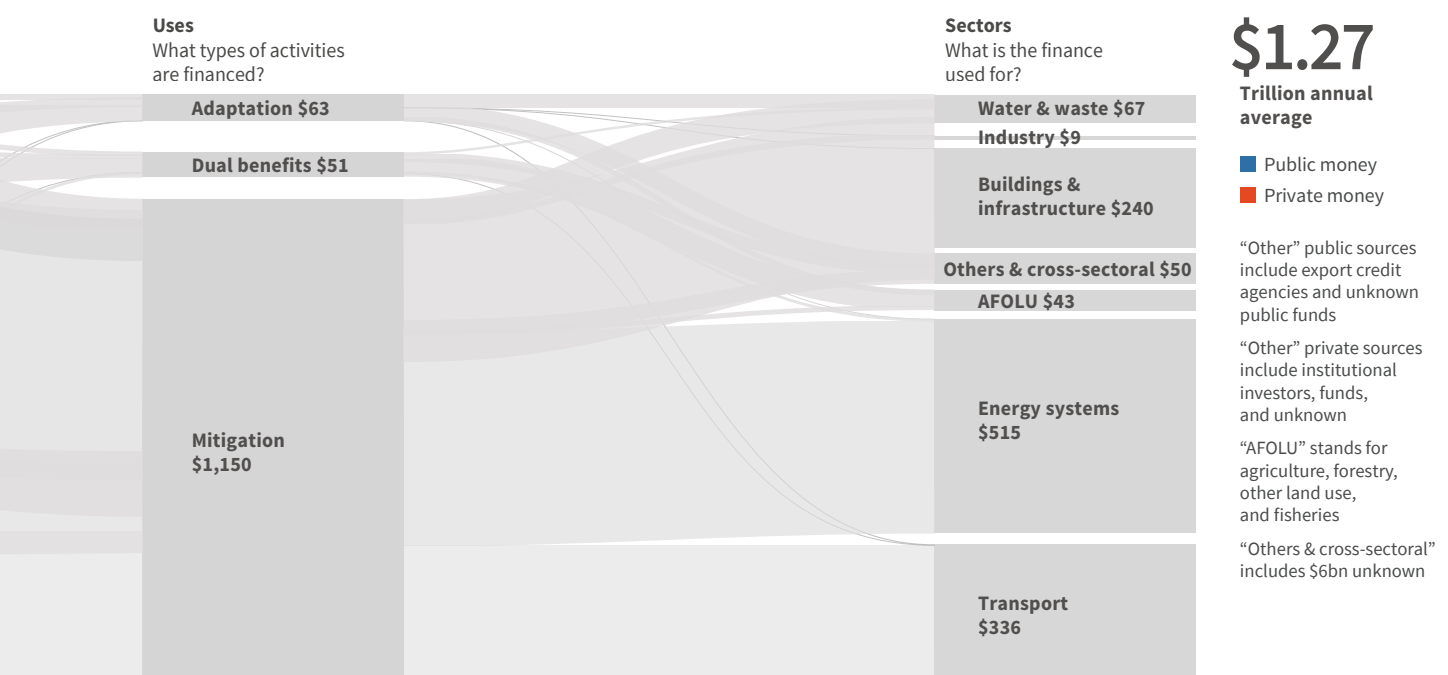 Uses
What types of activities
are financed?
Adaptation $63
Dual benefits $51
Mitigation
$1,150
Sectors
What is the finance
used for?
Water & waste $67
Industry $9
Buildings &
infrastructure $240
Others & cross-sectoral $50
AFOLU $43
Energy systems
$515
Transport
$336
$1.27
Trillion annual
average
Public money
Private money
“Other” public sources
include export credit
agencies and unknown
public funds
“Other” private sources
include institutional
investors, funds,
and unknown
“AFOLU” stands for
agriculture, forestry,
other land use,
and fisheries
“Others & cross-sectoral”
includes $6bn unknown